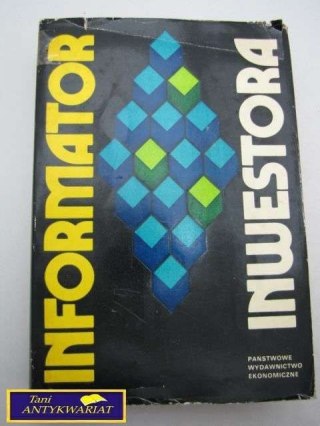 INFORMATOR
INWESTORA
PAŃSTWOWE
WYDAWNICTWO
EKONOMICZNE
Tani
ANTYKWARIAT